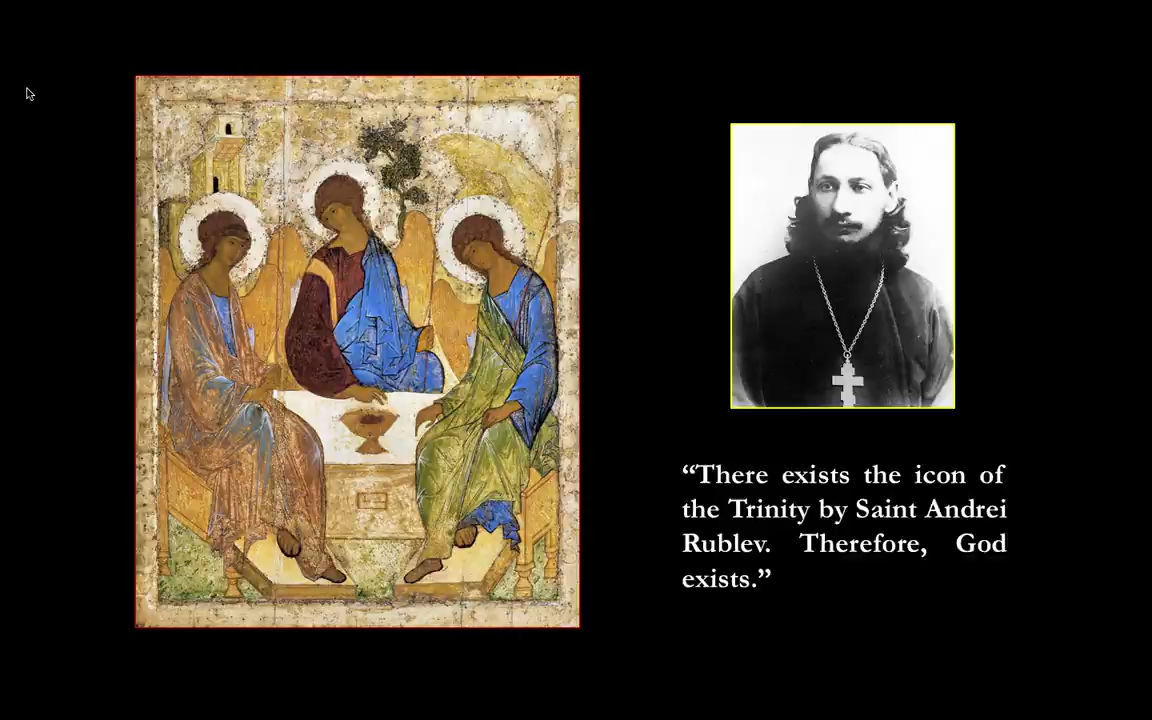 “There exists the icon of
the Trinity by Saint Andrei
Rublev. Therefore, God
exists.”